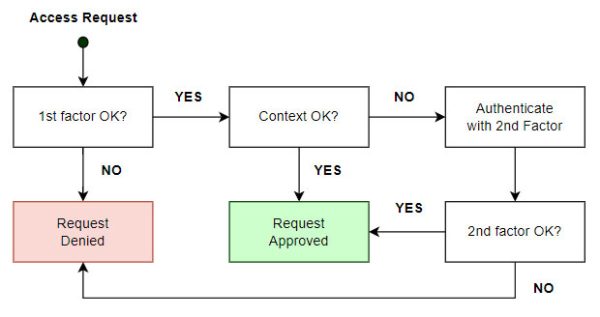 Access Request
1st factor OK?
YES
Context OK?
NO
Authenticate
with 2nd Factor
NO
YES
Request
Denied
Request
Approved
YES
2nd factor OK?
NO